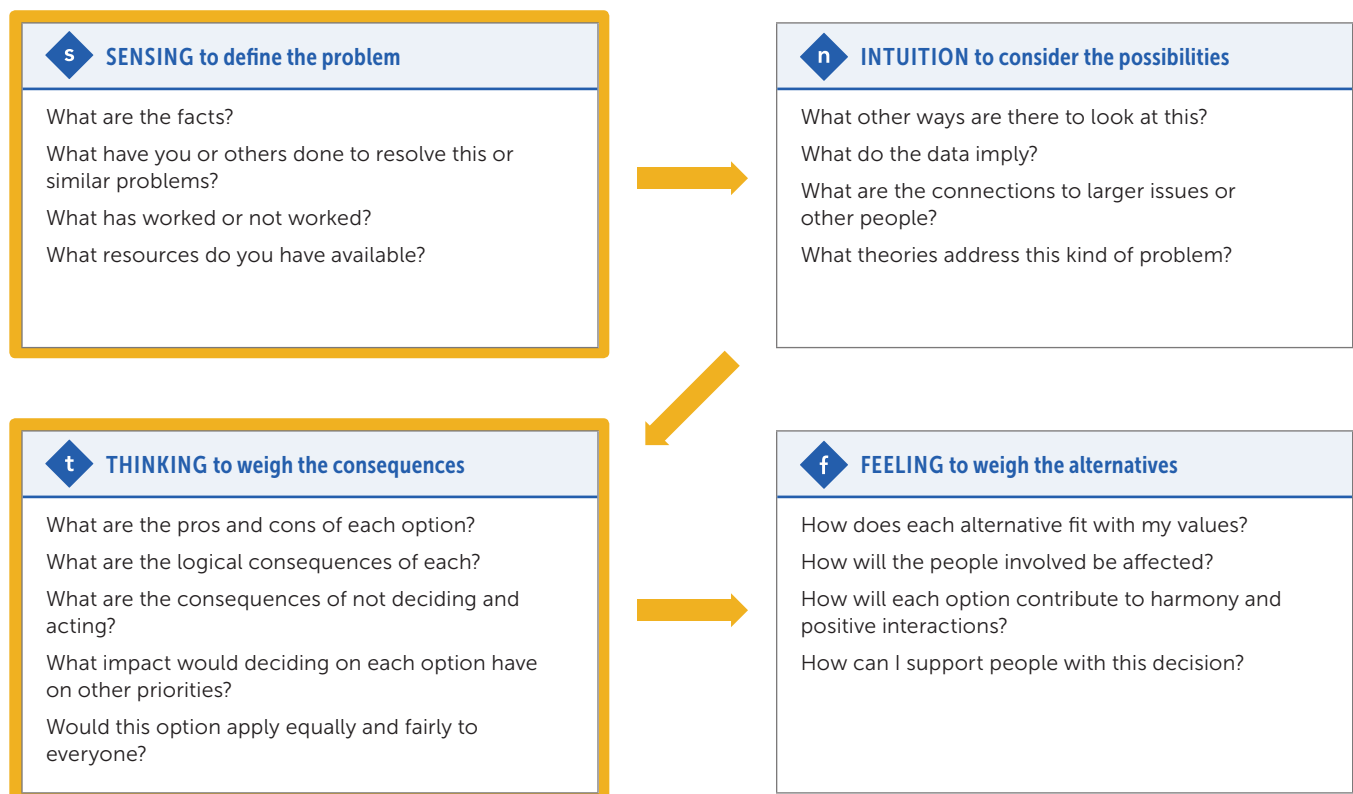 s SENSING to define the problem
What are the facts?
What have you or others done to resolve this or
similar problems?
What has worked or not worked?
What resources do you have available?
n INTUITION to consider the possibilities
What other ways are there to look at this?
What do the data imply?
What are the connections to larger issues or
other people?
What theories address this kind of problem?
t THINKING to weigh the consequences
What are the pros and cons of each option?
What are the logical consequences of each?
What are the consequences of not deciding and
acting?
What impact would deciding on each option have
on other priorities?
Would this option apply equally and fairly to
everyone?
f FEELING to weigh the alternatives
How does each alternative fit with my values?
How will the people involved be affected?
How will each option contribute to harmony and
positive interactions?
How can I support people with this decision?